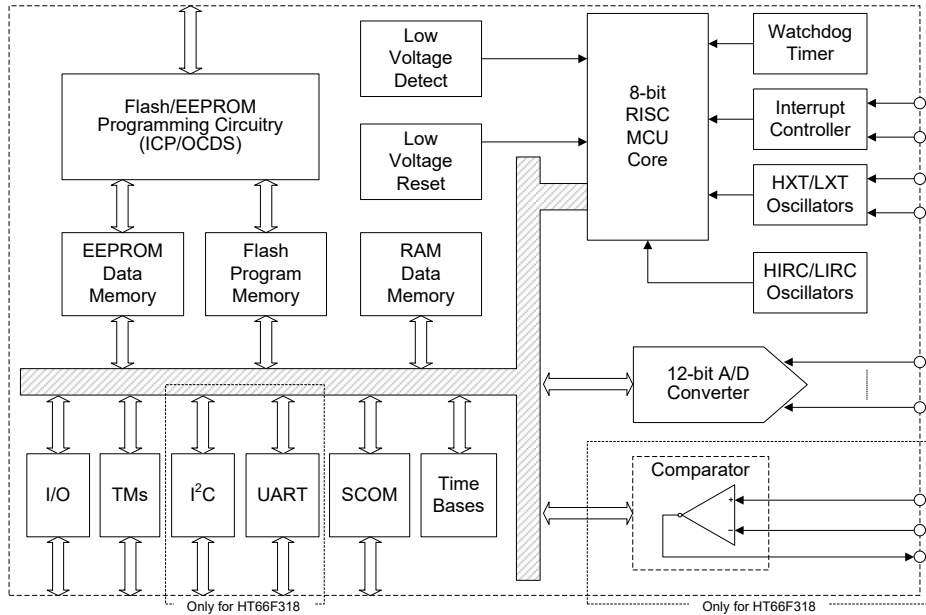 Low
Voltage
Detect
Watchdog
Timer
Flash/EEPROM
Programming Circuitry
(ICP/OCDS)
8-bit
RISC
MCU
Core
Interrupt
Controller
Low
Voltage
Reset
HXT/LXT
Oscillators
EEPROM
Data
Memory
Flash
Program
Memory
RAM
Data
Memory
HIRC/LIRC
Oscillators
12-bit A/D
Converter
I/O
TMs
I²C
UART
SCOM
Time
Bases
Comparator
+
−
Only for HT66F318
Only for HT66F318